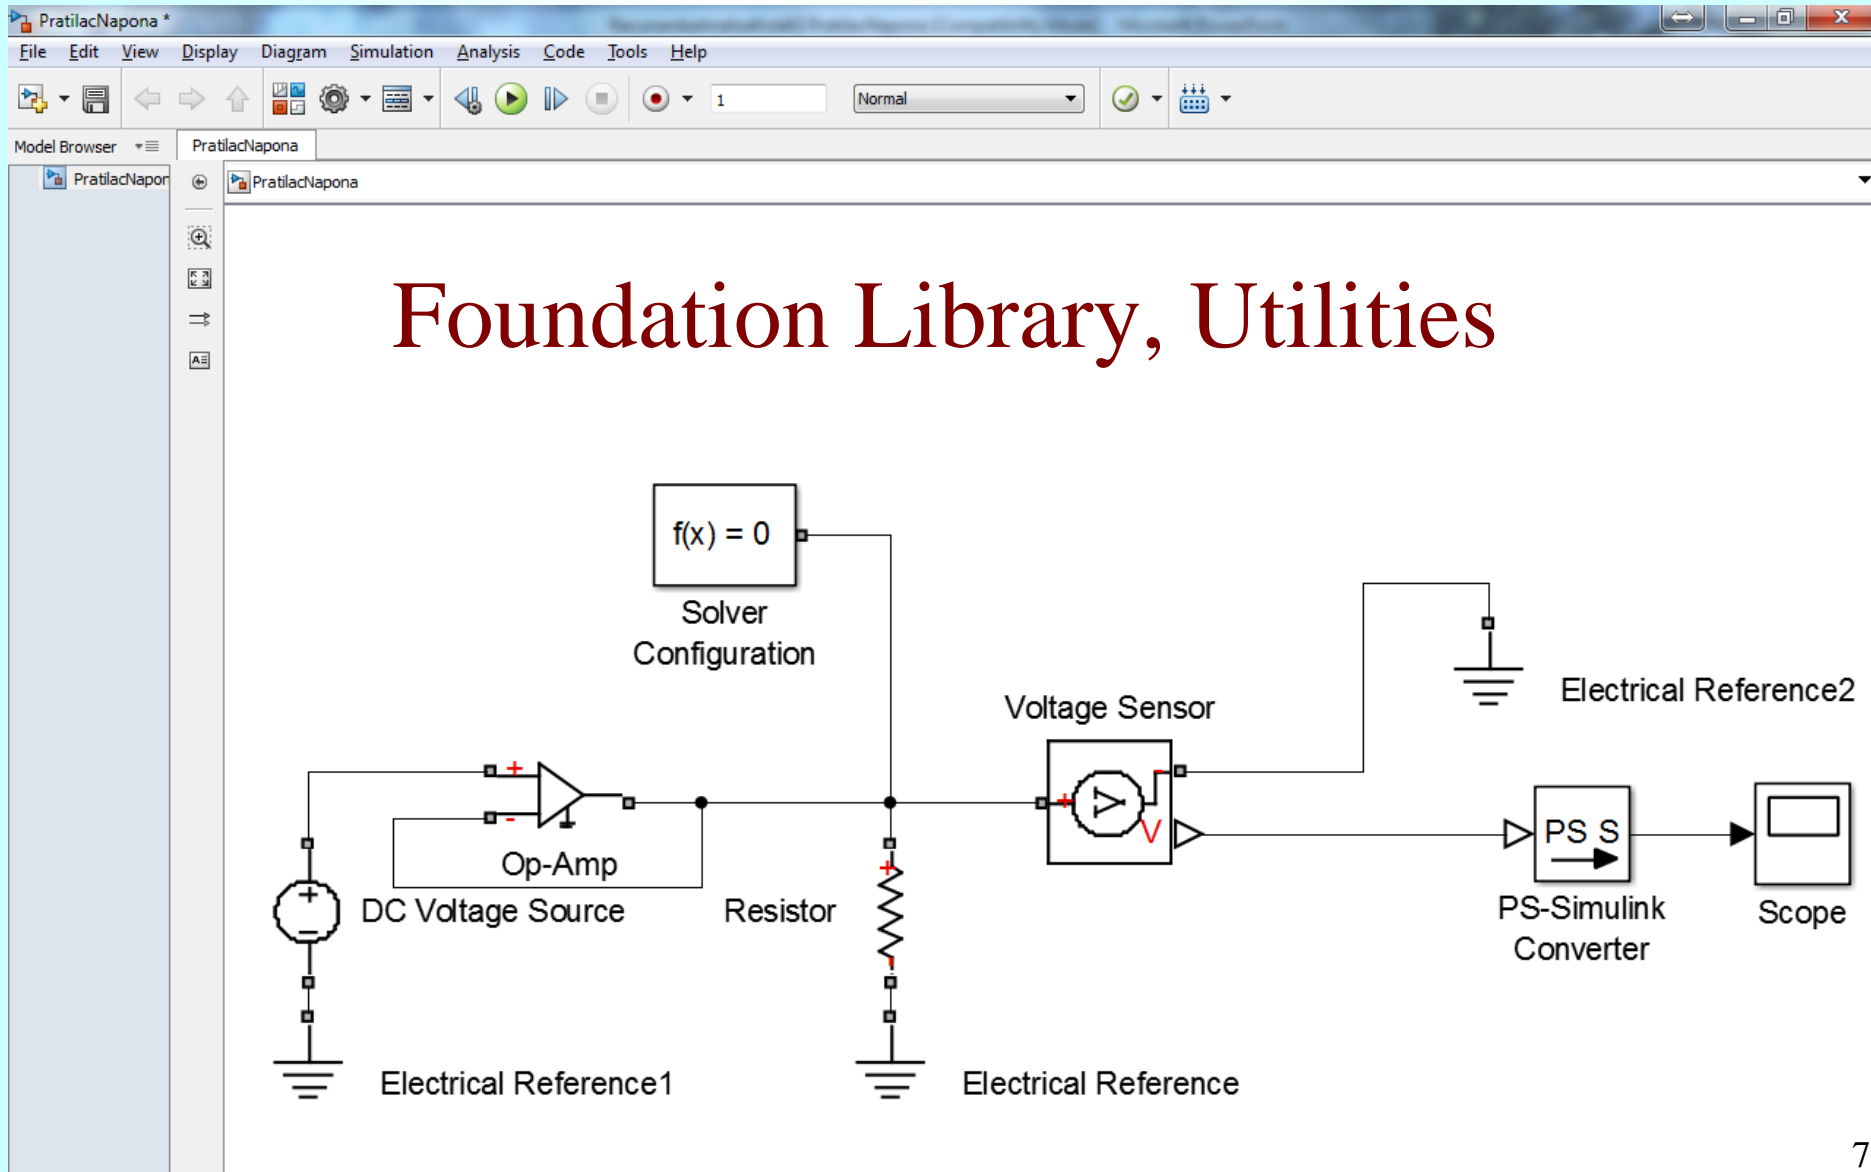 PratilacNapona *
File Edit View Display Diagram Simulation Analysis Code Tools Help
1 Normal
Model Browser PratilacNapona
PratilacNapon PratilacNapona
Foundation Library, Utilities
f(x) = 0
Solver
Configuration
Electrical Reference2
Voltage Sensor
+
-
+
-
V
V
PS S
Op-Amp
+
-
DC Voltage Source
Resistor
+
-
PS-Simulink
Converter
Scope
Electrical Reference1
Electrical Reference
7